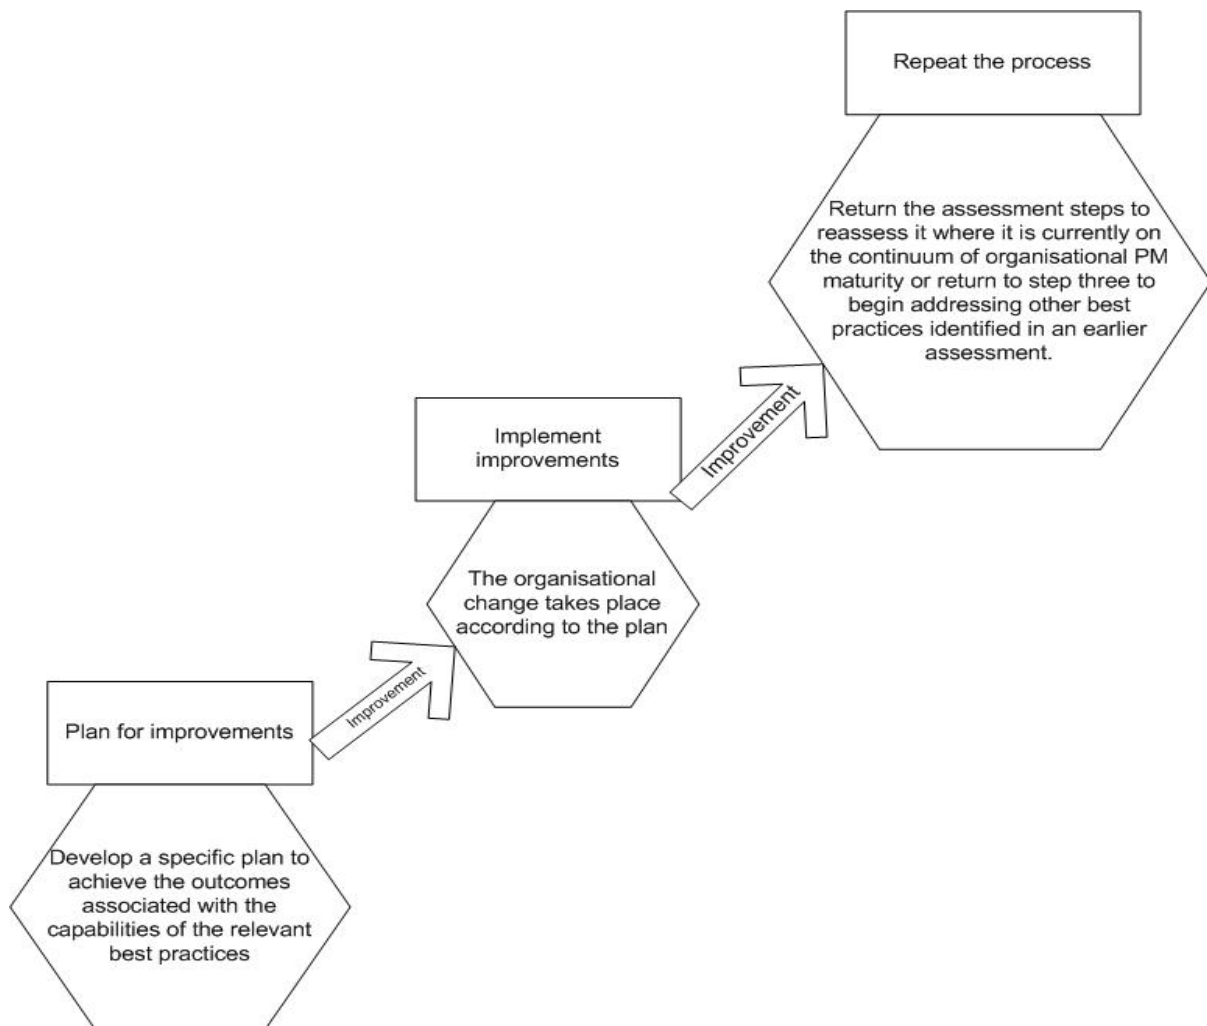 Repeat the process
Return the assessment steps to
reassess it where it is currently on
the continuum of organisational PM
maturity or return to step three to
begin addressing other best
practices identified in an earlier
assessment.
Improvement
Implement
improvements
The organisational
change takes place
according to the plan
Improvement
Plan for improvements
Develop a specific plan to
achieve the outcomes
associated with the
capabilities of the relevant
best practices